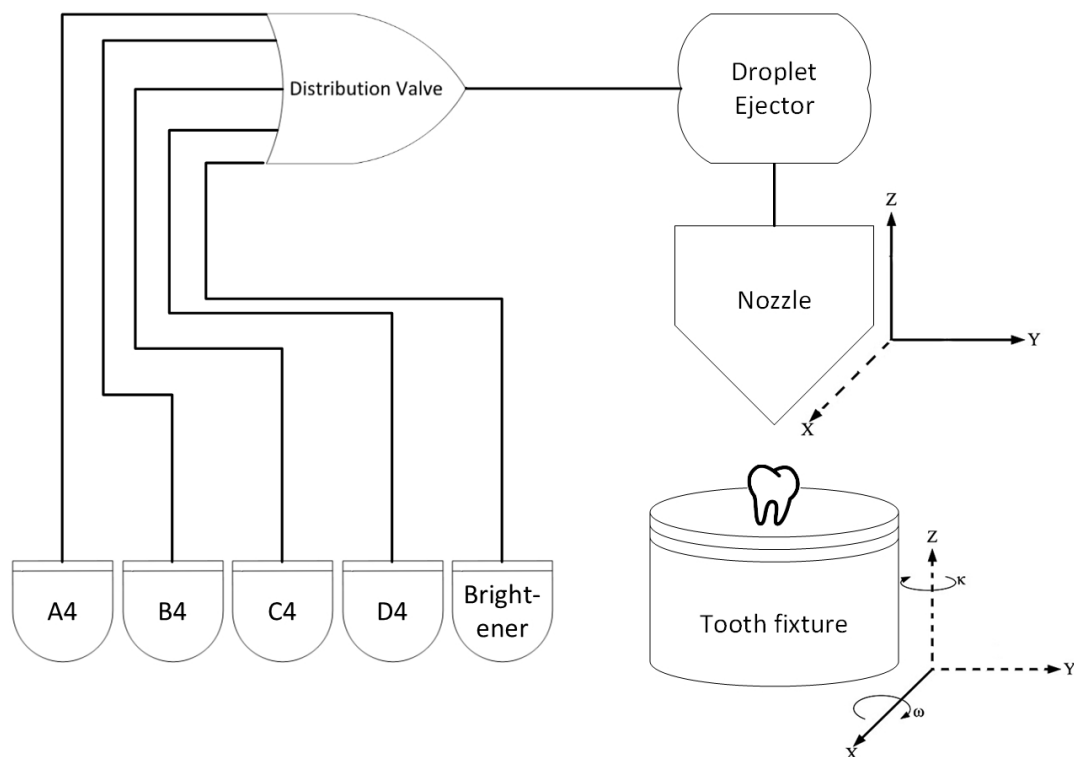 Distribution Valve
Droplet
Ejector
Z
Nozzle
Y
X
Z
κ
Tooth fixture
Y
ω
X
A4
B4
C4
D4
Bright-
ener